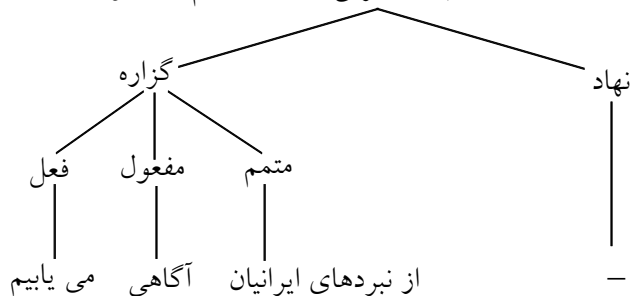 نهاد
گزاره
متمم
مفعول
فعل
–
از نبردهای ایرانیان
آگاهی
می یابیم